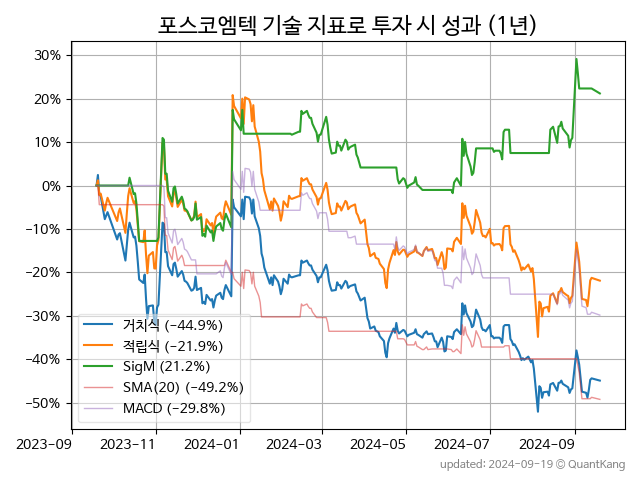 포스코엠텍 기술 지표로 투자 시 성과 (1년)
30%
20%
10%
0%
−10%
−20%
−30%
−40%
−50%
거치식 (−44.9%)
적립식 (−21.9%)
SigM (21.2%)
SMA(20) (−49.2%)
MACD (−29.8%)
2023-09 2023-11 2024-01 2024-03 2024-05 2024-07 2024-09
updated: 2024-09-19 @ QuantKang